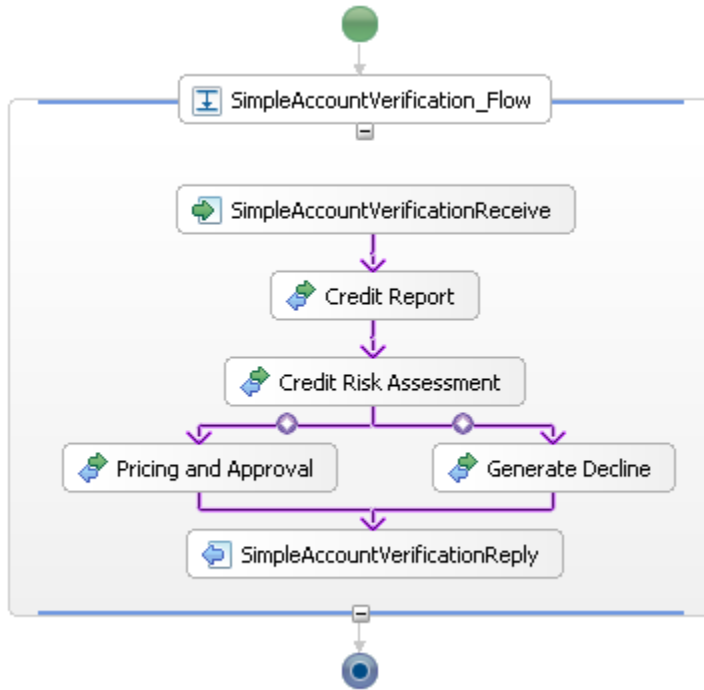 SimpleAccountVerification_Flow
SimpleAccountVerificationReceive
Credit Report
Credit Risk Assessment
Pricing and Approval
Generate Decline
SimpleAccountVerificationReply